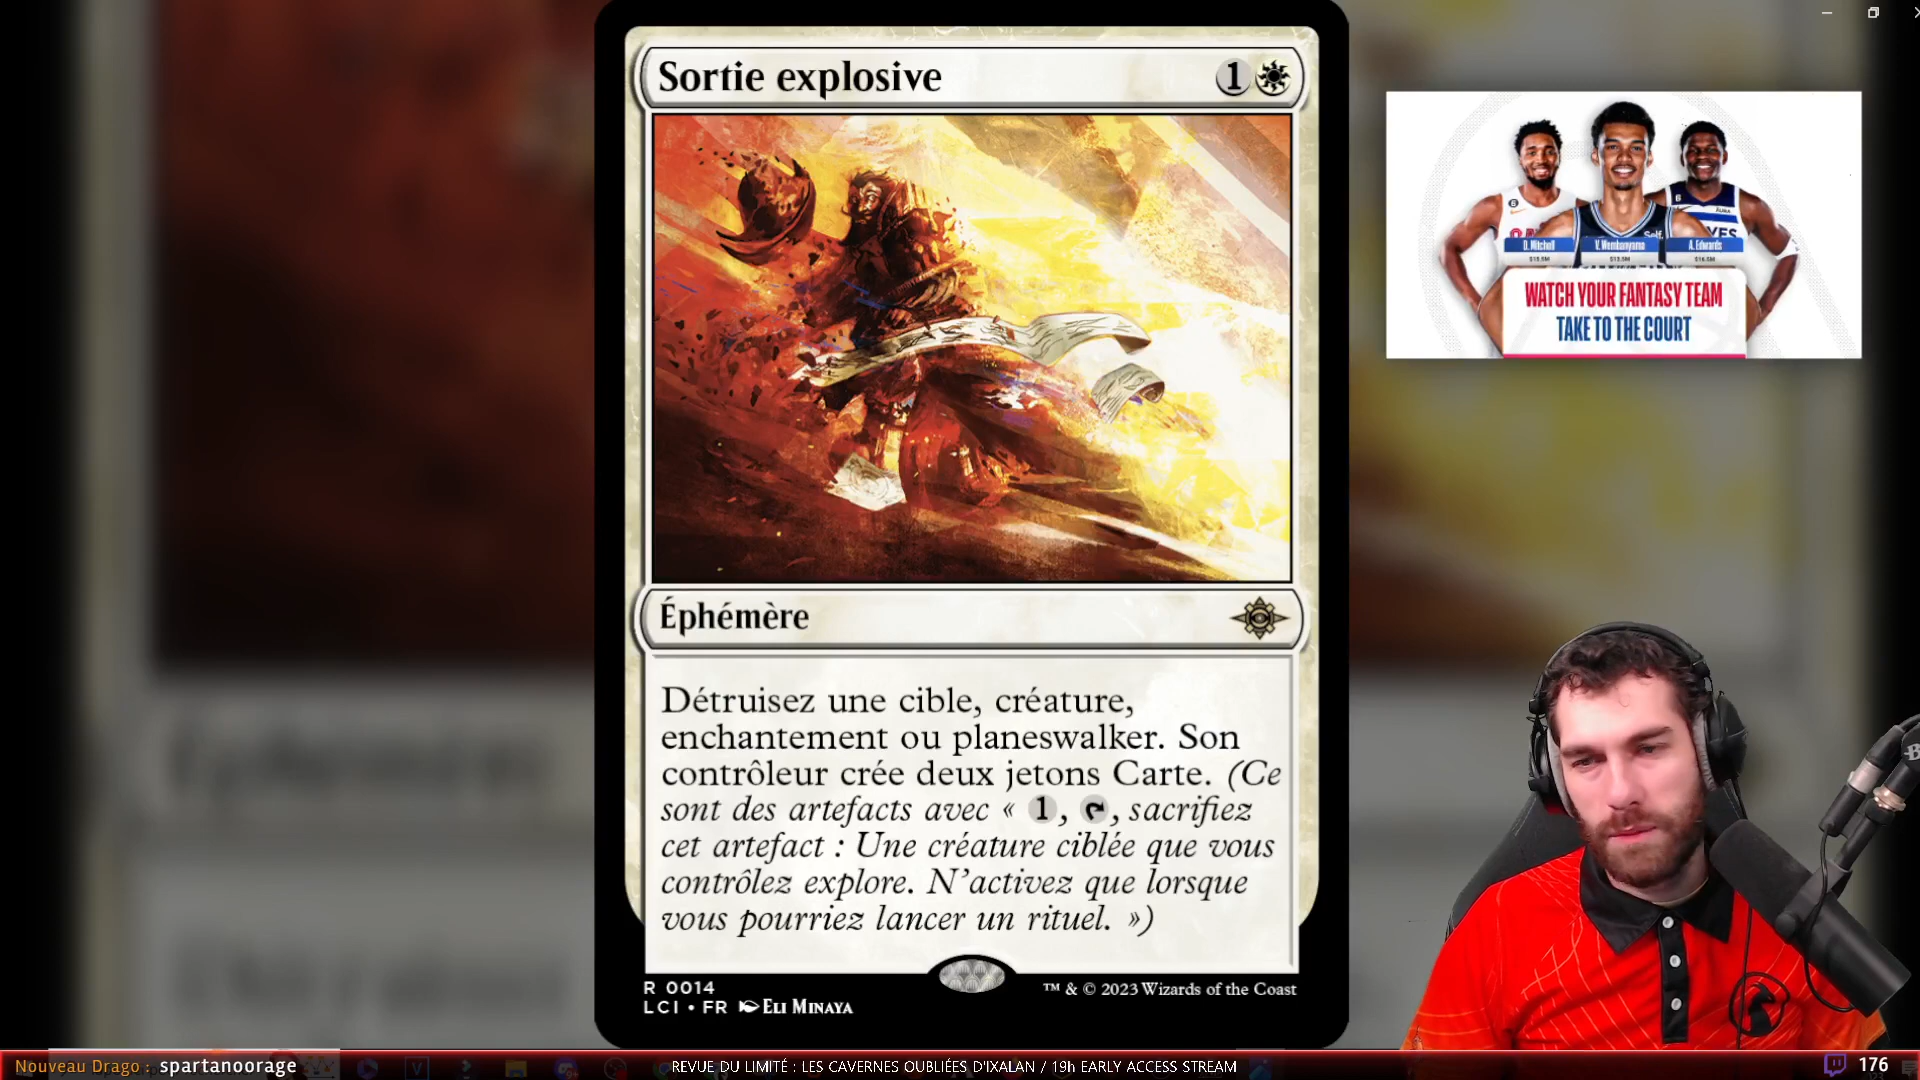 Sortie explosive 1
Éphémère
Détruisez une cible, créature,
enchantement ou planeswalker. Son
contrôleur crée deux jetons Carte. (Ce
sont des artefacts avec « 1, , sacrifiez
cet artefact : Une créature ciblée que vous
contrôlez explore. N’activez que lorsque
vous pourriez lancer un rituel. »)
R 0014
LCI • FR ELI MINAYA
™ & © 2023 Wizards of the Coast
D. Mitchell V. Wembanyama A. Edwards
WATCH YOUR FANTASY TEAM
TAKE TO THE COURT
Nouveau Drago : spartanoorage
REVUE DU LIMITÉ : LES CAVERNES OUBLIÉES D'IXALAN / 19h EARLY ACCESS STREAM
176